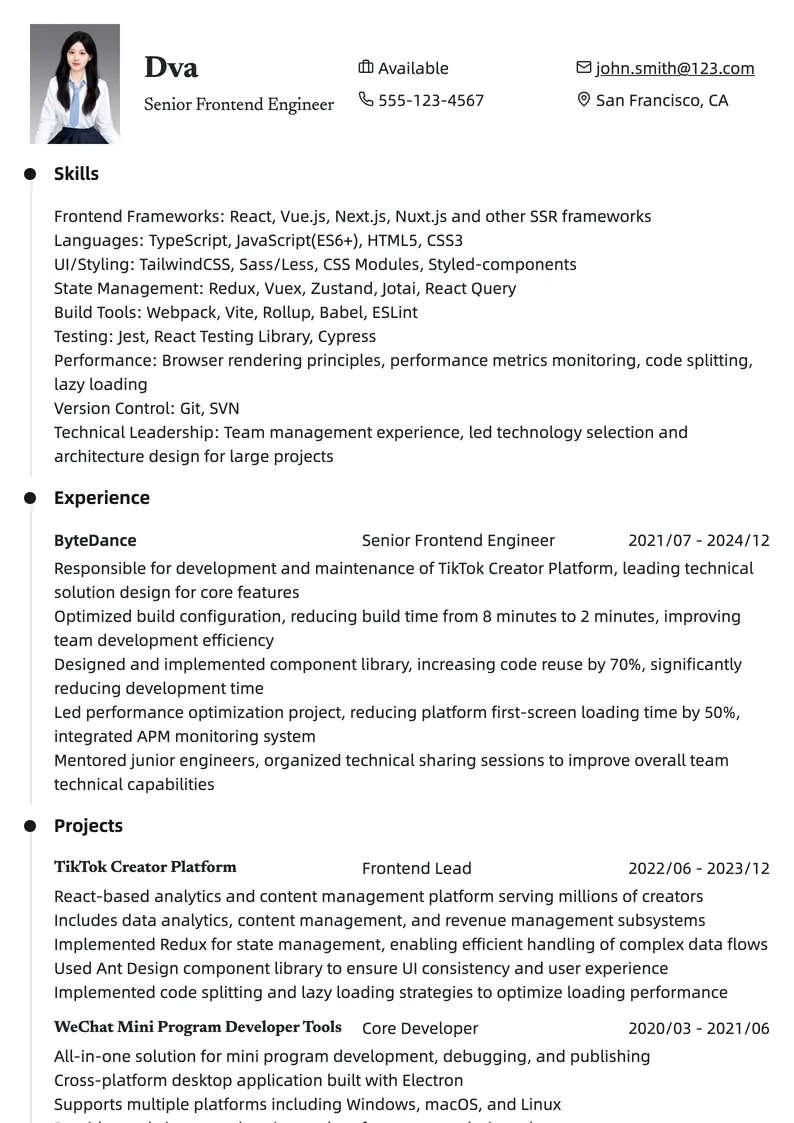 Dva
Senior Frontend Engineer
Available
555-123-4567
john.smith@123.com
San Francisco, CA
Skills
Frontend Frameworks: React, Vue.js, Next.js, Nuxt.js and other SSR frameworks
Languages: TypeScript, JavaScript(ES6+), HTML5, CSS3
UI/Styling: TailwindCSS, Sass/Less, CSS Modules, Styled-components
State Management: Redux, Vuex, Zustand, Jotai, React Query
Build Tools: Webpack, Vite, Rollup, Babel, ESLint
Testing: Jest, React Testing Library, Cypress
Performance: Browser rendering principles, performance metrics monitoring, code splitting,
lazy loading
Version Control: Git, SVN
Technical Leadership: Team management experience, led technology selection and
architecture design for large projects
Experience
ByteDance Senior Frontend Engineer 2021/07 - 2024/12
Responsible for development and maintenance of TikTok Creator Platform, leading technical
solution design for core features
Optimized build configuration, reducing build time from 8 minutes to 2 minutes, improving
team development efficiency
Designed and implemented component library, increasing code reuse by 70%, significantly
reducing development time
Led performance optimization project, reducing platform first-screen loading time by 50%,
integrated APM monitoring system
Mentored junior engineers, organized technical sharing sessions to improve overall team
technical capabilities
Projects
TikTok Creator Platform Frontend Lead 2022/06 - 2023/12
React-based analytics and content management platform serving millions of creators
Includes data analytics, content management, and revenue management subsystems
Implemented Redux for state management, enabling efficient handling of complex data flows
Used Ant Design component library to ensure UI consistency and user experience
Implemented code splitting and lazy loading strategies to optimize loading performance
WeChat Mini Program Developer Tools Core Developer 2020/03 - 2021/06
All-in-one solution for mini program development, debugging, and publishing
Cross-platform desktop application built with Electron
Supports multiple platforms including Windows, macOS, and Linux